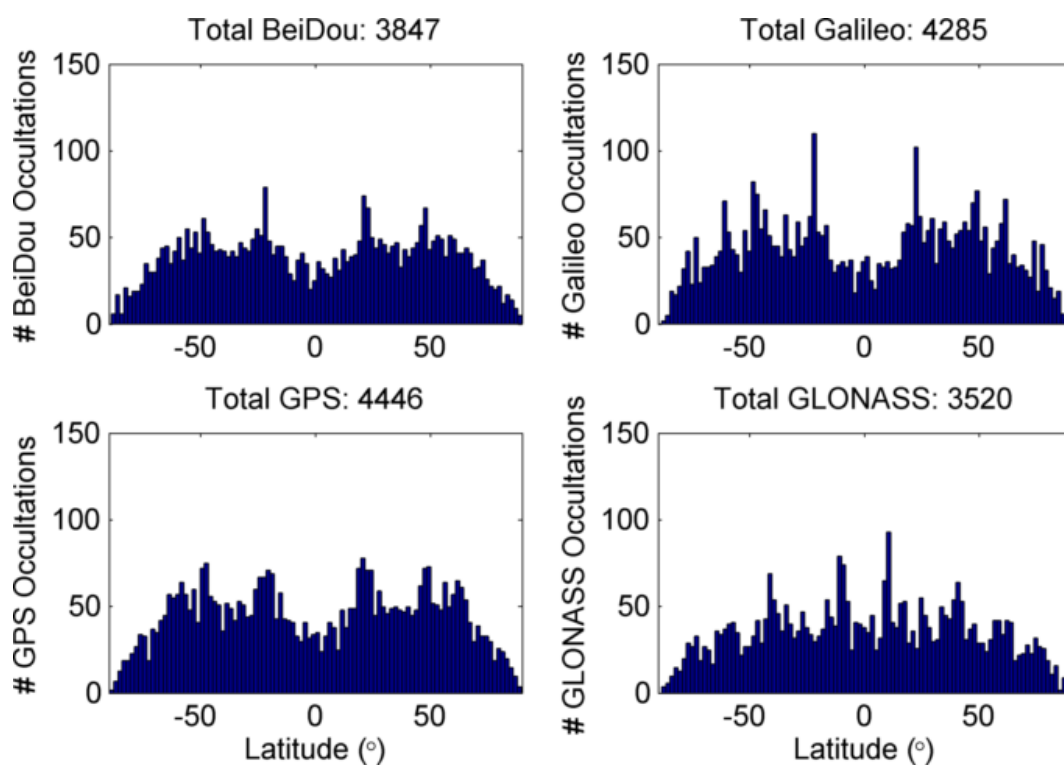 Total BeiDou: 3847
# BeiDou Occultations
150
100
50
0
-50 0 50
Total Galileo: 4285
# Galileo Occultations
150
100
50
0
-50 0 50
Total GPS: 4446
# GPS Occultations
150
100
50
0
-50 0 50
Latitude (°)
Total GLONASS: 3520
# GLONASS Occultations
150
100
50
0
-50 0 50
Latitude (°)